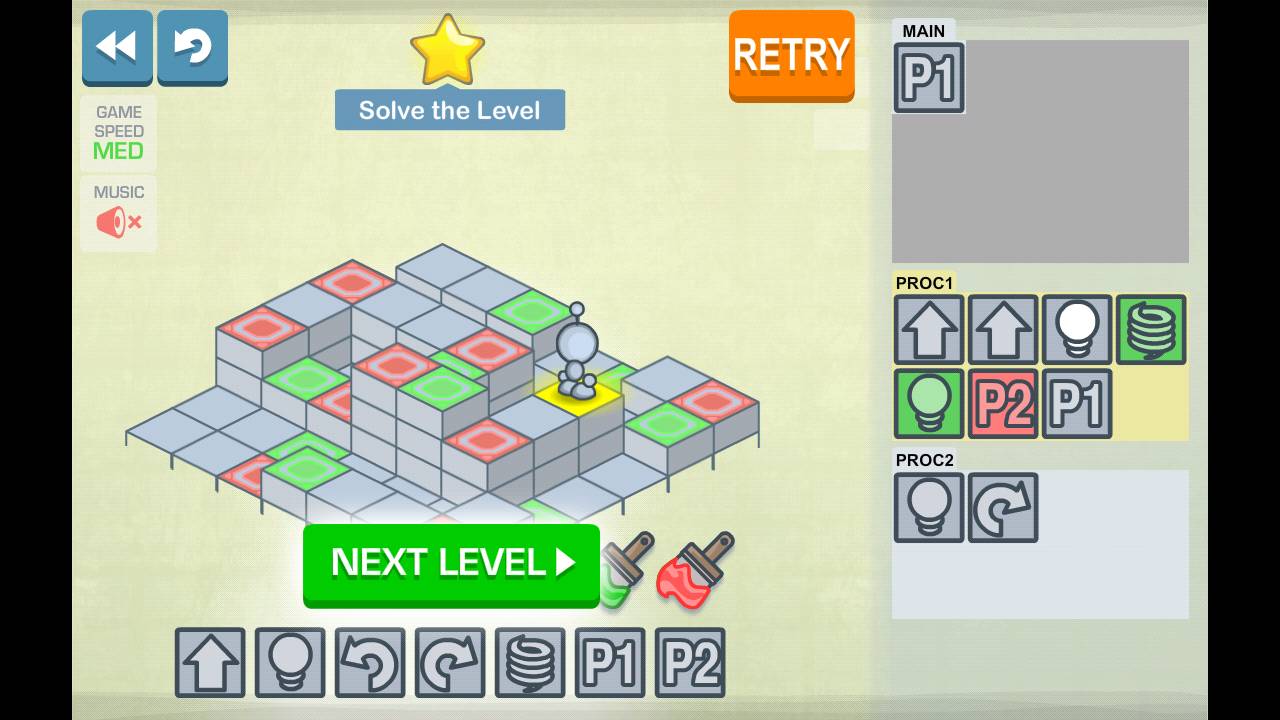 RETRY
Solve the Level
GAME
SPEED
MED
MUSIC
MAIN
P1
PROC1
P2 P1
PROC2
NEXT LEVEL
P1 P2